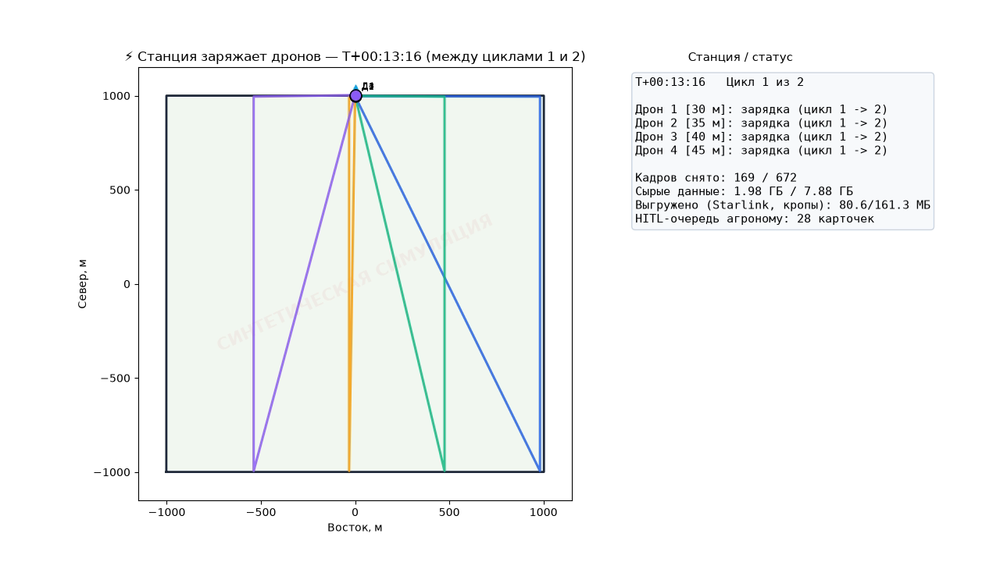 ⚡ Станция заряжает дронов — T+00:13:16 (между циклами 1 и 2)
Станция / статус
T+00:13:16   Цикл 1 из 2
Дрон 1 [30 м]: зарядка (цикл 1 -> 2)
Дрон 2 [35 м]: зарядка (цикл 1 -> 2)
Дрон 3 [40 м]: зарядка (цикл 1 -> 2)
Дрон 4 [45 м]: зарядка (цикл 1 -> 2)
Кадров снято: 169 / 672
Сырые данные: 1.98 ГБ / 7.88 ГБ
Выгружено (Starlink, кропы): 80.6/161.3 МБ
HITL-очередь агроному: 28 карточек
1000
500
0
−500
−1000
Север, м
СИНТЕТИЧЕСКАЯ СИМУЛЯЦИЯ
−1000
−500
0
500
1000
Восток, м